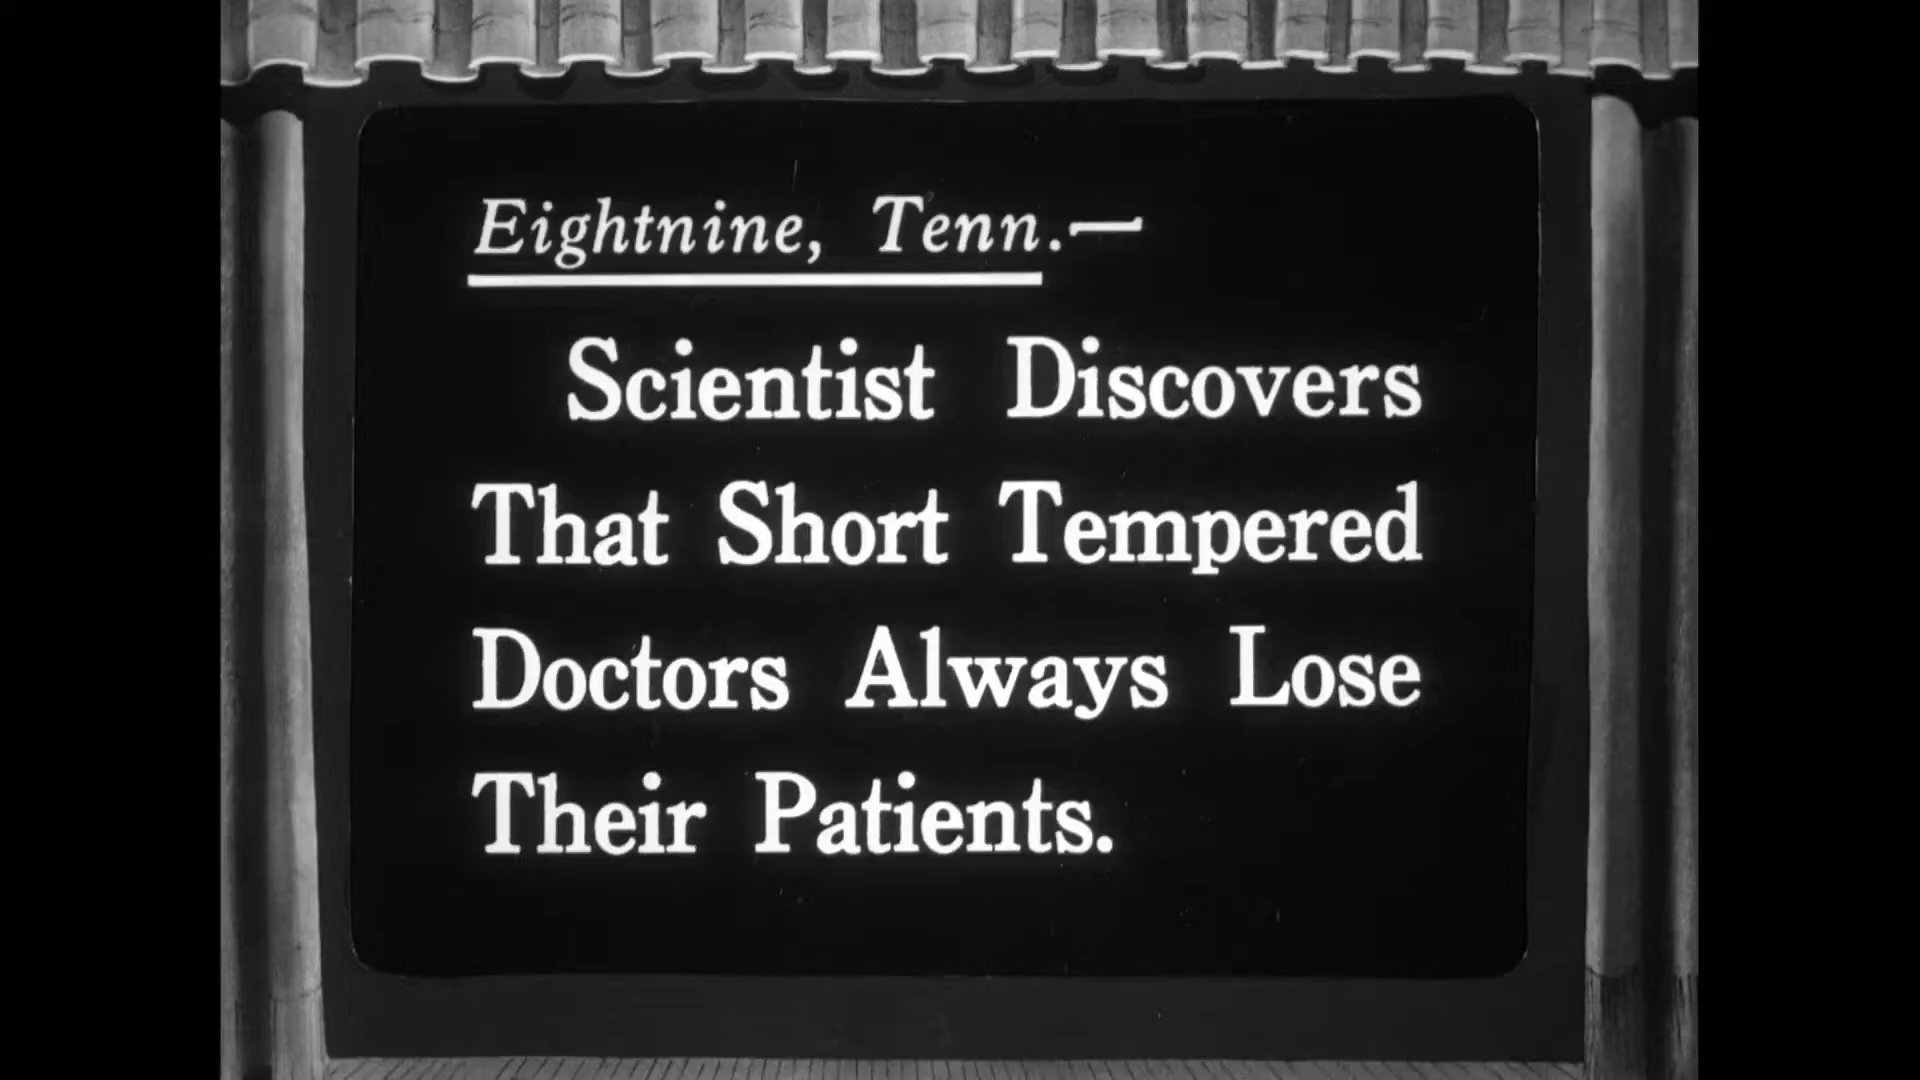 Eightnine, Tenn.—
Scientist Discovers
That Short Tempered
Doctors Always Lose
Their Patients.